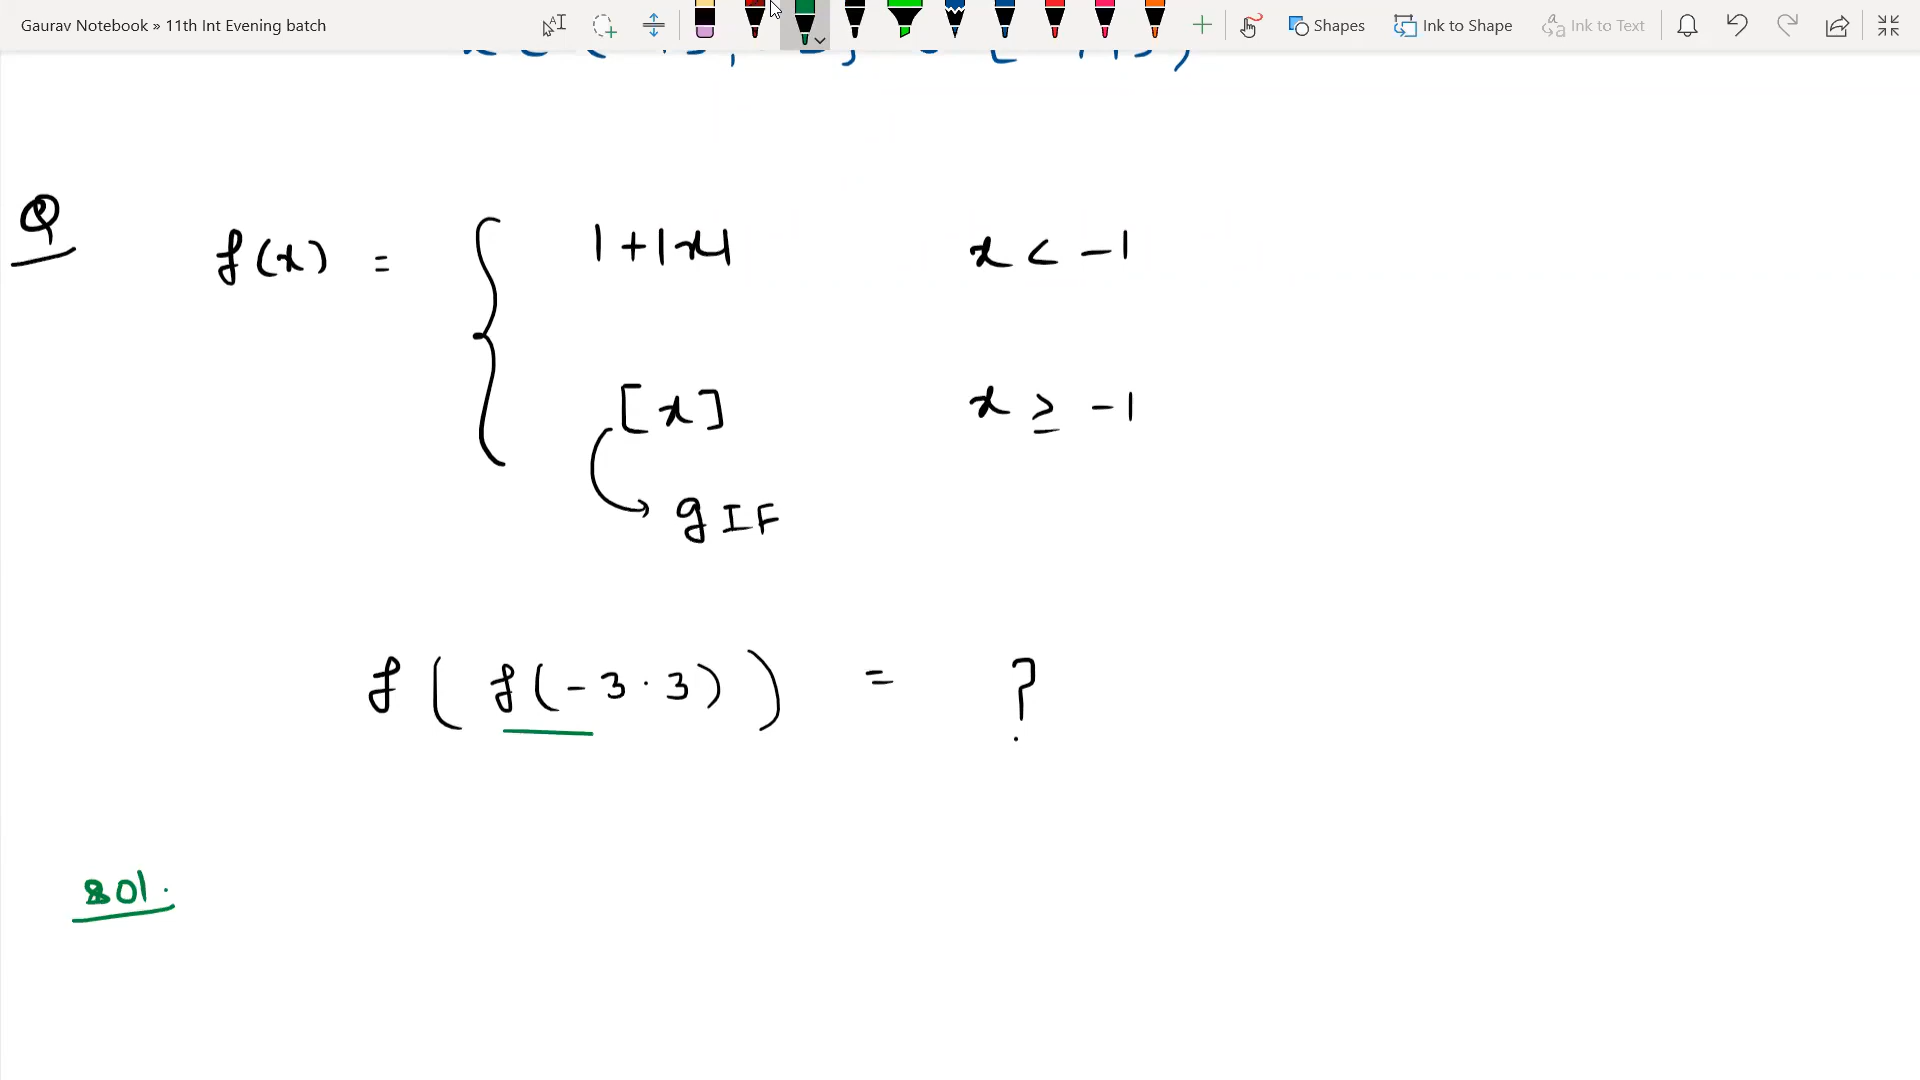 Gaurav Notebook » 11th Int Evening batch
Shapes
Ink to Shape
Ink to Text
Q
f(x) = { 1+|x|  x < -1
[x]  x ≥ -1
gIF
f( f(-3.3) ) = ?
sol.